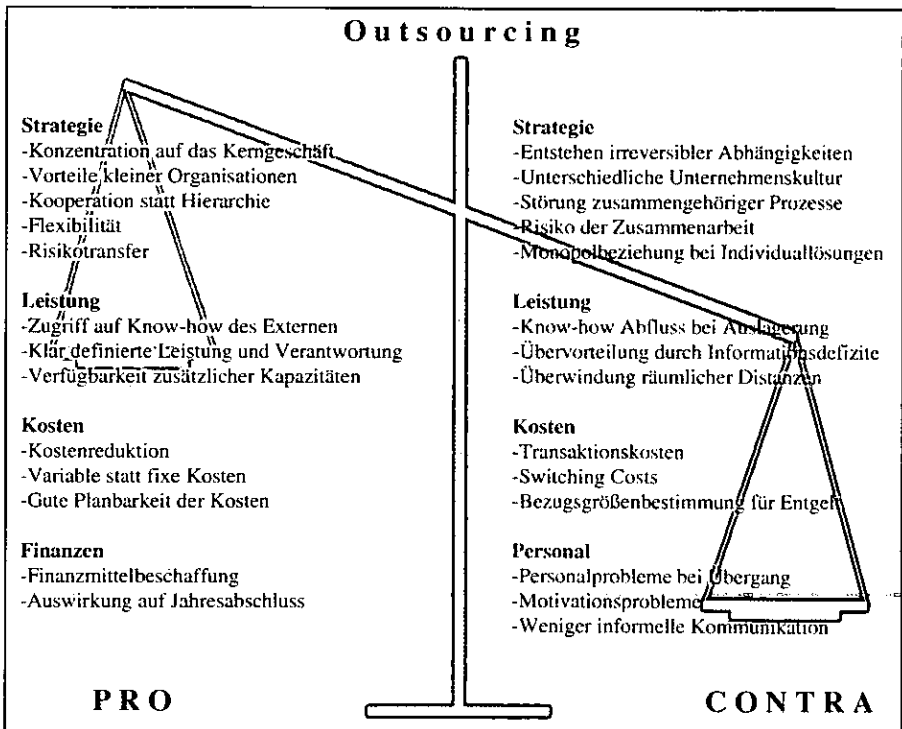 Outsourcing
Strategie
-Konzentration auf das Kerngeschäft
-Vorteile kleiner Organisationen
-Kooperation statt Hierarchie
-Flexibilität
-Risikotransfer
Leistung
-Zugriff auf Know-how des Externen
-Klar definierte Leistung und Verantwortung
-Verfügbarkeit zusätzlicher Kapazitäten
Kosten
-Kostenreduktion
-Variable statt fixe Kosten
-Gute Planbarkeit der Kosten
Finanzen
-Finanzmittelbeschaffung
-Auswirkung auf Jahresabschluss
PRO
Strategie
-Entstehen irreversibler Abhängigkeiten
-Unterschiedliche Unternehmenskultur
-Störung zusammengehöriger Prozesse
-Risiko der Zusammenarbeit
-Monopolbeziehung bei Individuallösungen
Leistung
-Know-how Abfluss bei Auslagerung
-Übervorteilung durch Informationsdefizite
-Überwindung räumlicher Distanzen
Kosten
-Transaktionskosten
-Switching Costs
-Bezugsgrößenbestimmung für Entgelt
Personal
-Personalprobleme bei Übergang
-Motivationsprobleme
-Weniger informelle Kommunikation
CONTRA